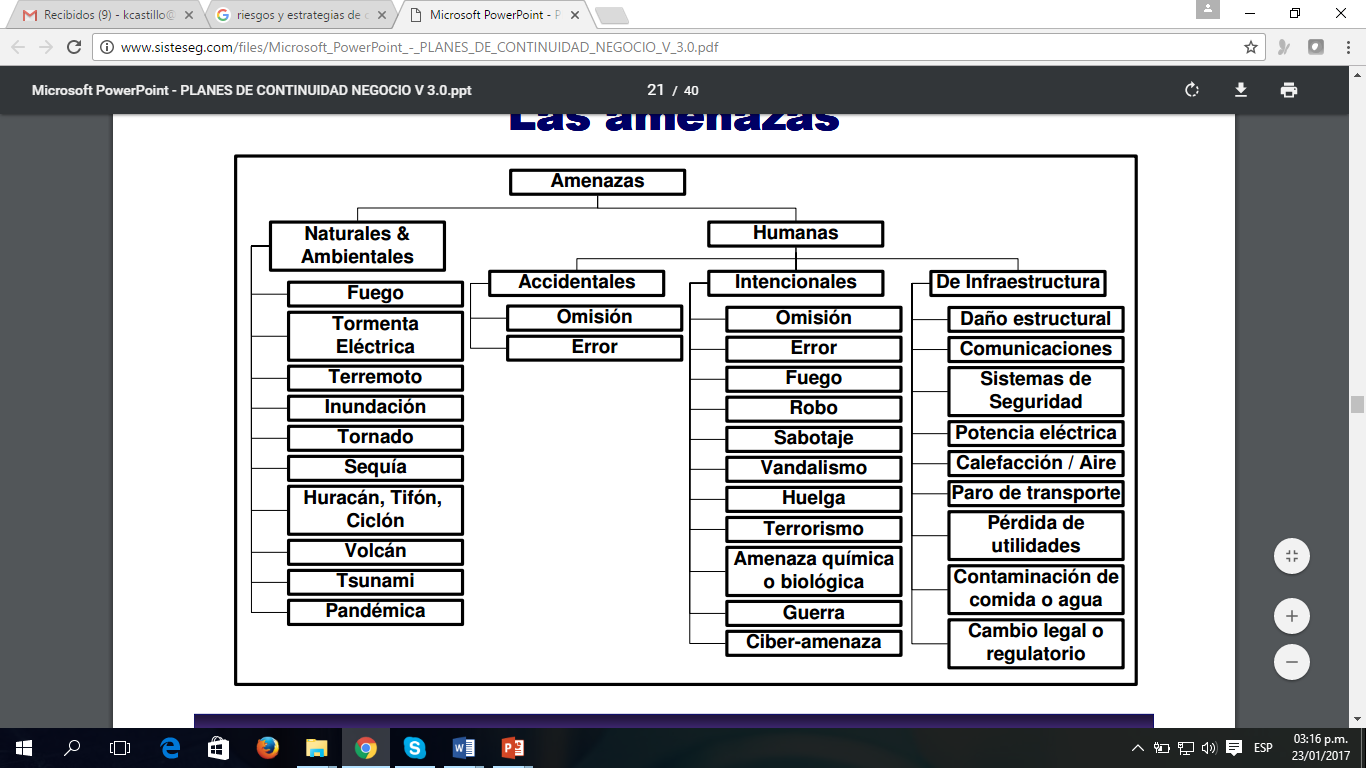 Recibidos (9) - kcastillo@
riesgos y estrategias de c
Microsoft PowerPoint - P
www.sisteseg.com/files/Microsoft_PowerPoint_-_PLANES_DE_CONTINUIDAD_NEGOCIO_V_3.0.pdf
Microsoft PowerPoint - PLANES DE CONTINUIDAD NEGOCIO V 3.0.ppt
21 / 40
Las amenazas
Amenazas
Naturales &
Ambientales
Fuego
Tormenta
Eléctrica
Terremoto
Inundación
Tornado
Sequía
Huracán, Tifón,
Ciclón
Volcán
Tsunami
Pandémica
Humanas
Accidentales
Omisión
Error
Intencionales
Omisión
Error
Fuego
Robo
Sabotaje
Vandalismo
Huelga
Terrorismo
Amenaza química
o biológica
Guerra
Ciber-amenaza
De Infraestructura
Daño estructural
Comunicaciones
Sistemas de
Seguridad
Potencia eléctrica
Calefacción / Aire
Paro de transporte
Pérdida de
utilidades
Contaminación de
comida o agua
Cambio legal o
regulatorio
ESP
03:16 p.m.
23/01/2017